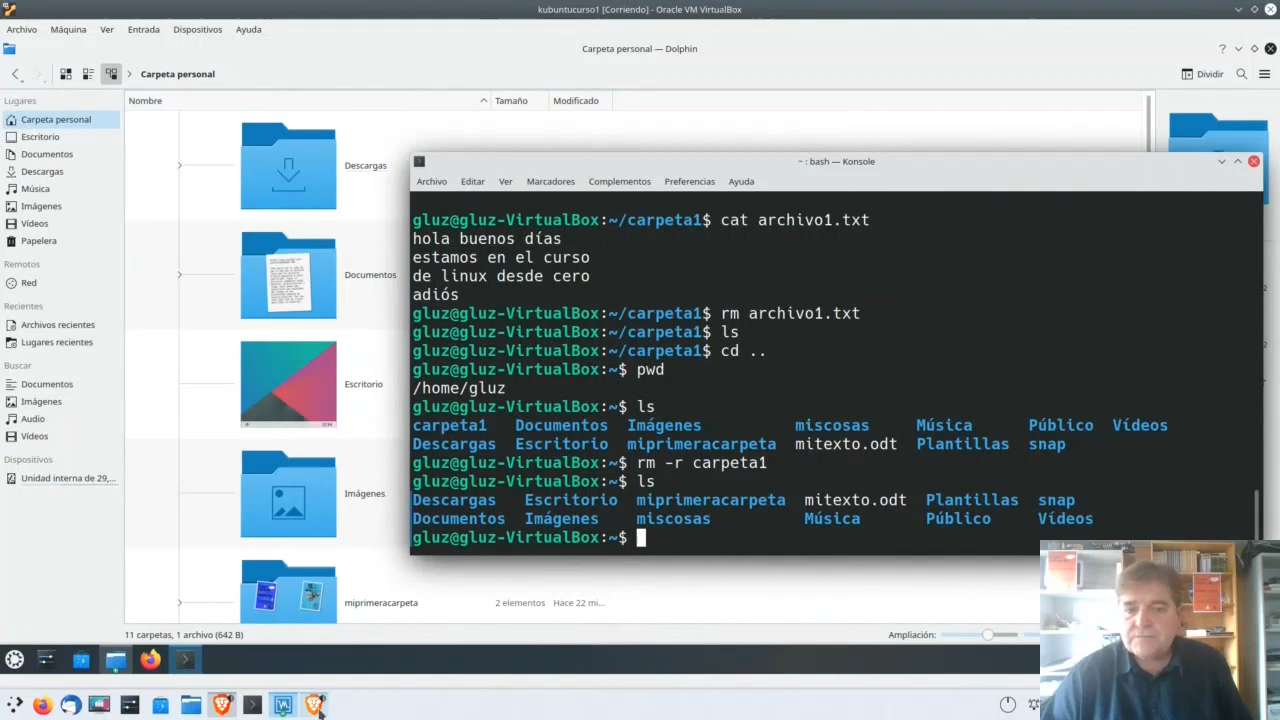 kubuntucurso1 [Corriendo] - Oracle VM VirtualBox
Archivo Máquina Ver Entrada Dispositivos Ayuda
Carpeta personal — Dolphin
Carpeta personal
Dividir
Lugares
Carpeta personal
Escritorio
Documentos
Descargas
Música
Imágenes
Vídeos
Papelera
Remotos
Red
Recientes
Archivos recientes
Lugares recientes
Buscar
Documentos
Imágenes
Audio
Vídeos
Dispositivos
Unidad interna de 29,...
Nombre Tamaño Modificado
Descargas
Documentos
Escritorio
Imágenes
miprimeracarpeta 2 elementos Hace 22 mi...
11 carpetas, 1 archivo (642 B)
Ampliación:
~ : bash — Konsole
Archivo Editar Ver Marcadores Complementos Preferencias Ayuda
gluz@gluz-VirtualBox:~/carpeta1$ cat archivo1.txt
hola buenos días
estamos en el curso
de linux desde cero
adiós
gluz@gluz-VirtualBox:~/carpeta1$ rm archivo1.txt
gluz@gluz-VirtualBox:~/carpeta1$ ls
gluz@gluz-VirtualBox:~/carpeta1$ cd ..
gluz@gluz-VirtualBox:~$ pwd
/home/gluz
gluz@gluz-VirtualBox:~$ ls
carpeta1 Documentos Imágenes miscosas Música Público Vídeos
Descargas Escritorio miprimeracarpeta mitexto.odt Plantillas snap
gluz@gluz-VirtualBox:~$ rm -r carpeta1
gluz@gluz-VirtualBox:~$ ls
Descargas Escritorio miprimeracarpeta mitexto.odt Plantillas snap
Documentos Imágenes miscosas Música Público Vídeos
gluz@gluz-VirtualBox:~$